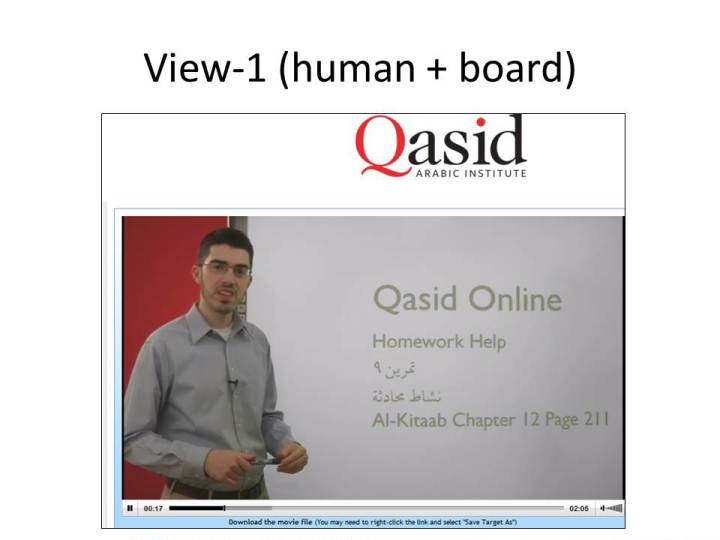 View-1 (human + board)
Qasid
ARABIC INSTITUTE
Qasid Online
Homework Help
تمرين ٩
نشاط محادثة
Al-Kitaab Chapter 12 Page 211
00:17 02:05
Download the movie file (You may need to right-click the link and select "Save Target As")